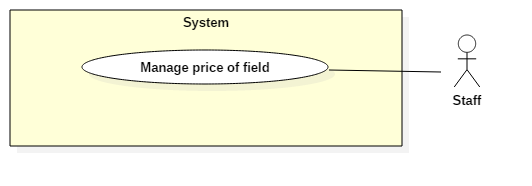 System
Manage price of field
Staff